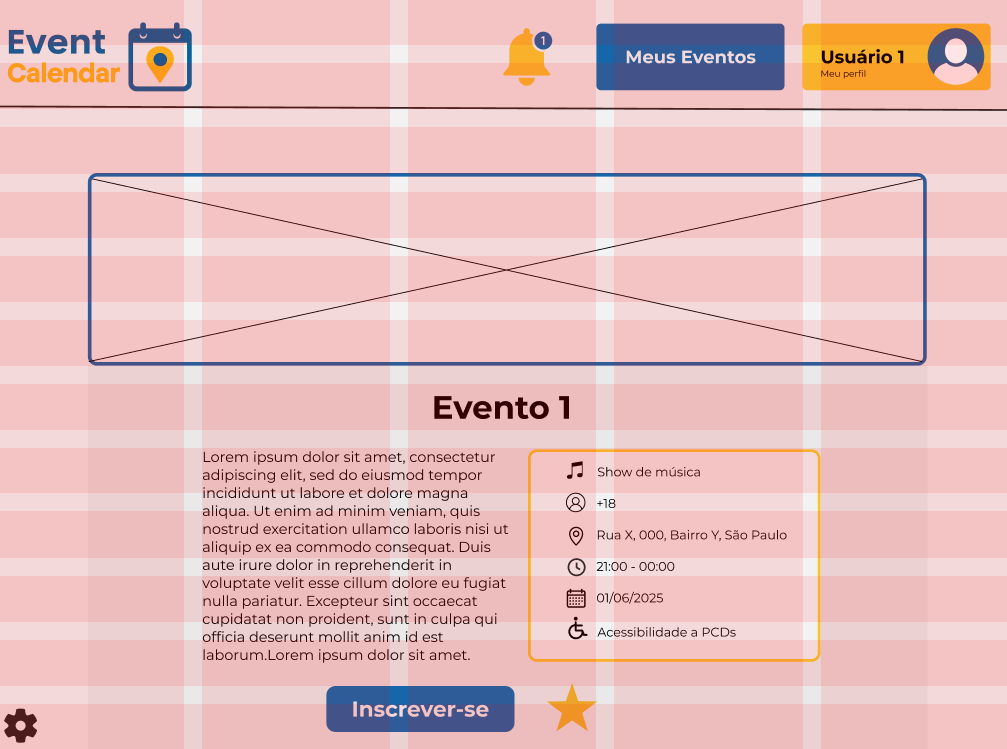 Event
Calendar
1
Meus Eventos
Usuário 1
Meu perfil
Evento 1
Lorem ipsum dolor sit amet, consectetur
adipiscing elit, sed do eiusmod tempor
incididunt ut labore et dolore magna
aliqua. Ut enim ad minim veniam, quis
nostrud exercitation ullamco laboris nisi ut
aliquip ex ea commodo consequat. Duis
aute irure dolor in reprehenderit in
voluptate velit esse cillum dolore eu fugiat
nulla pariatur. Excepteur sint occaecat
cupidatat non proident, sunt in culpa qui
officia deserunt mollit anim id est
laborum.Lorem ipsum dolor sit amet.
Show de música
+18
Rua X, 000, Bairro Y, São Paulo
21:00 - 00:00
01/06/2025
Acessibilidade a PCDs
Inscrever-se